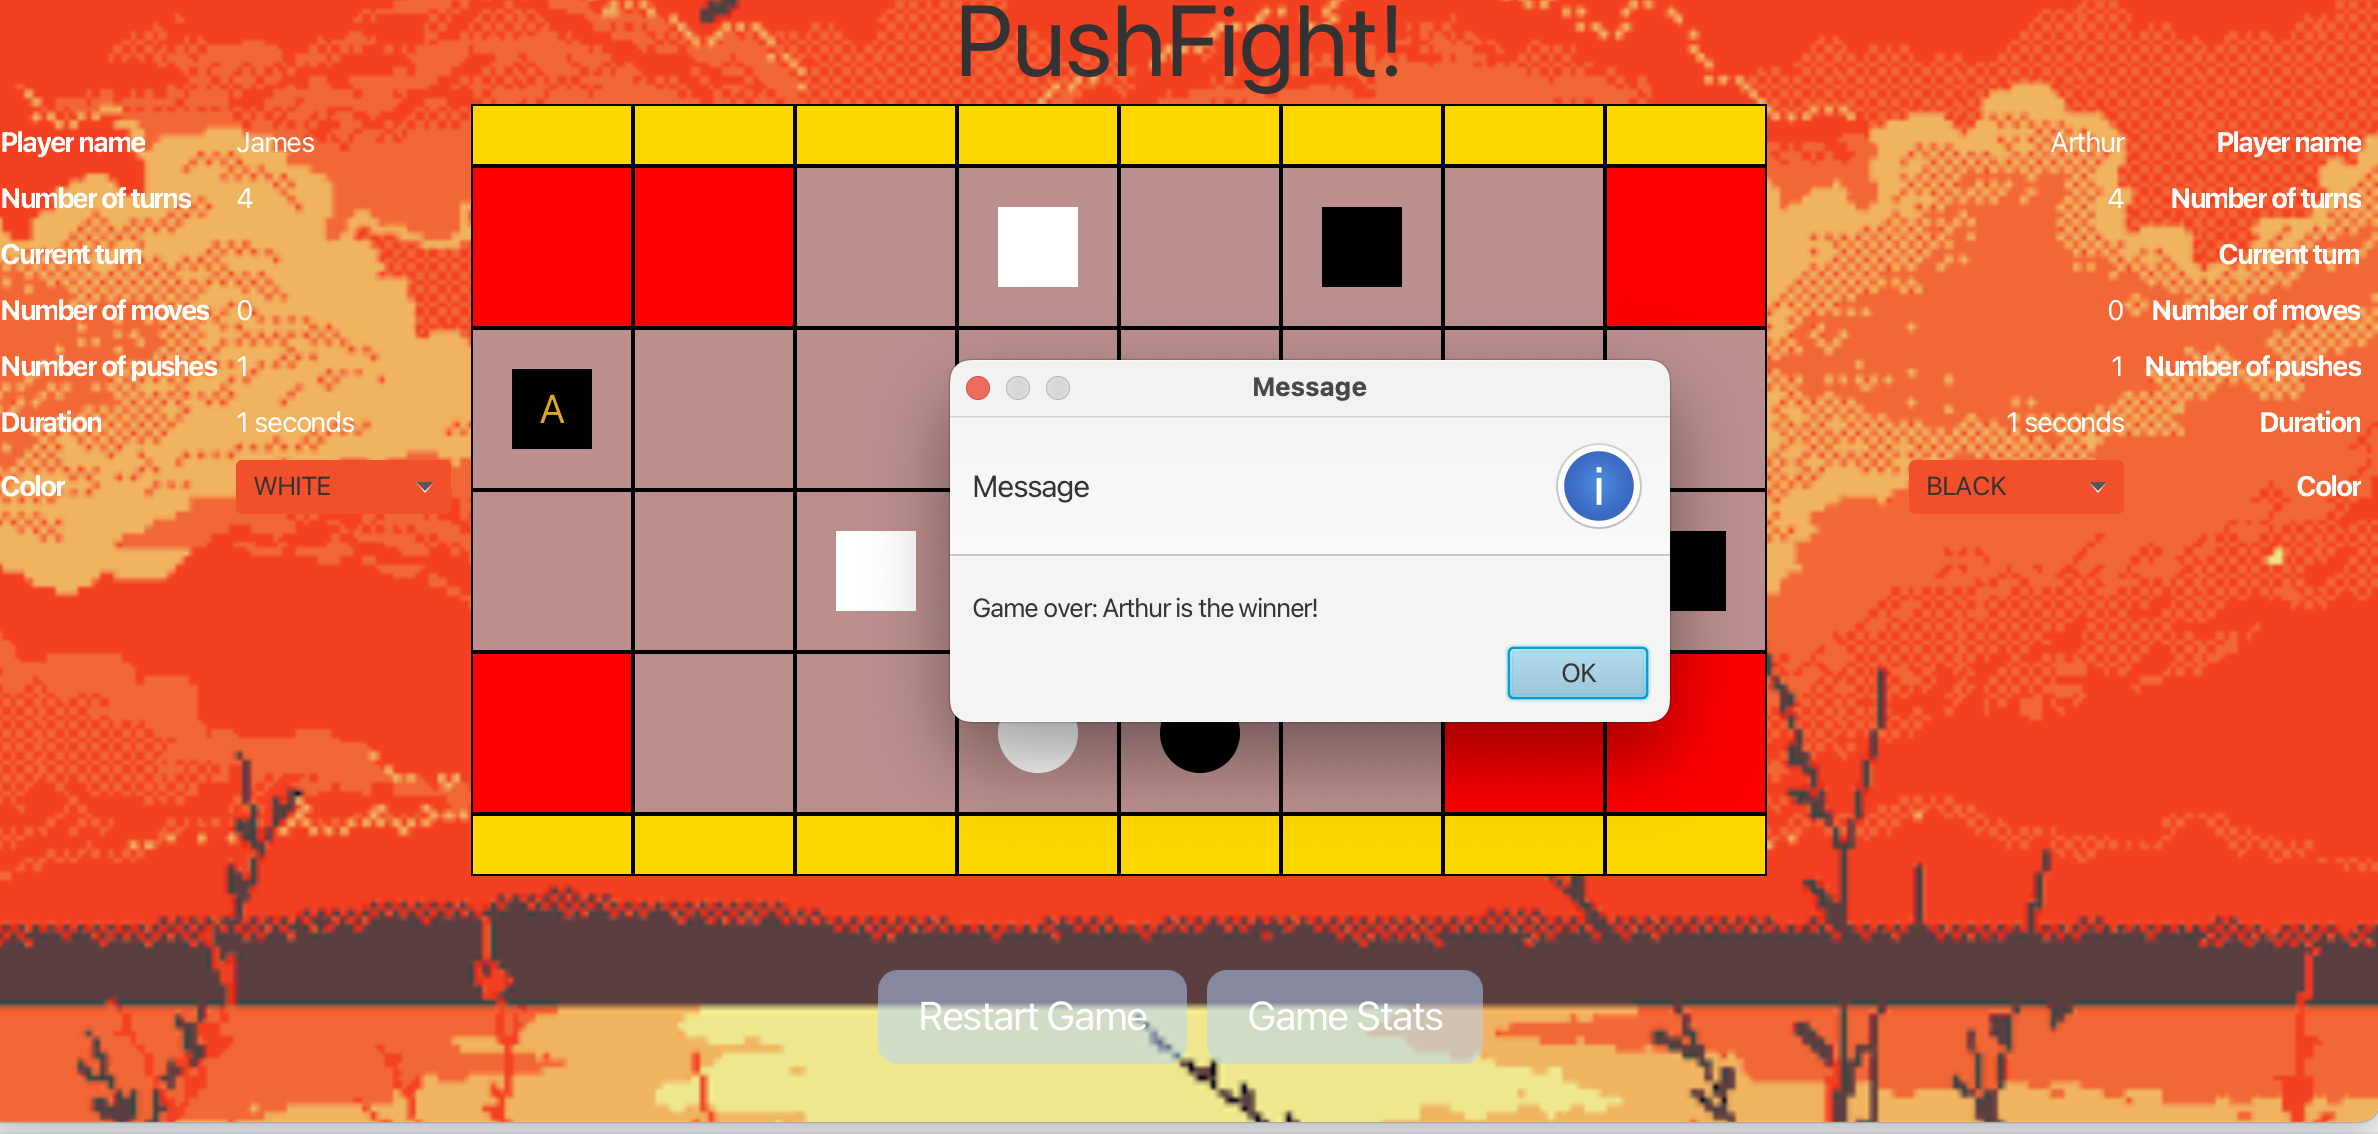 PushFight!
Player name James
Number of turns 4
Current turn
Number of moves 0
Number of pushes 1
Duration 1 seconds
Color WHITE
A
Message
Message
i
Game over: Arthur is the winner!
OK
Arthur Player name
4 Number of turns
Current turn
0 Number of moves
1 Number of pushes
1 seconds Duration
BLACK Color
Restart Game
Game Stats